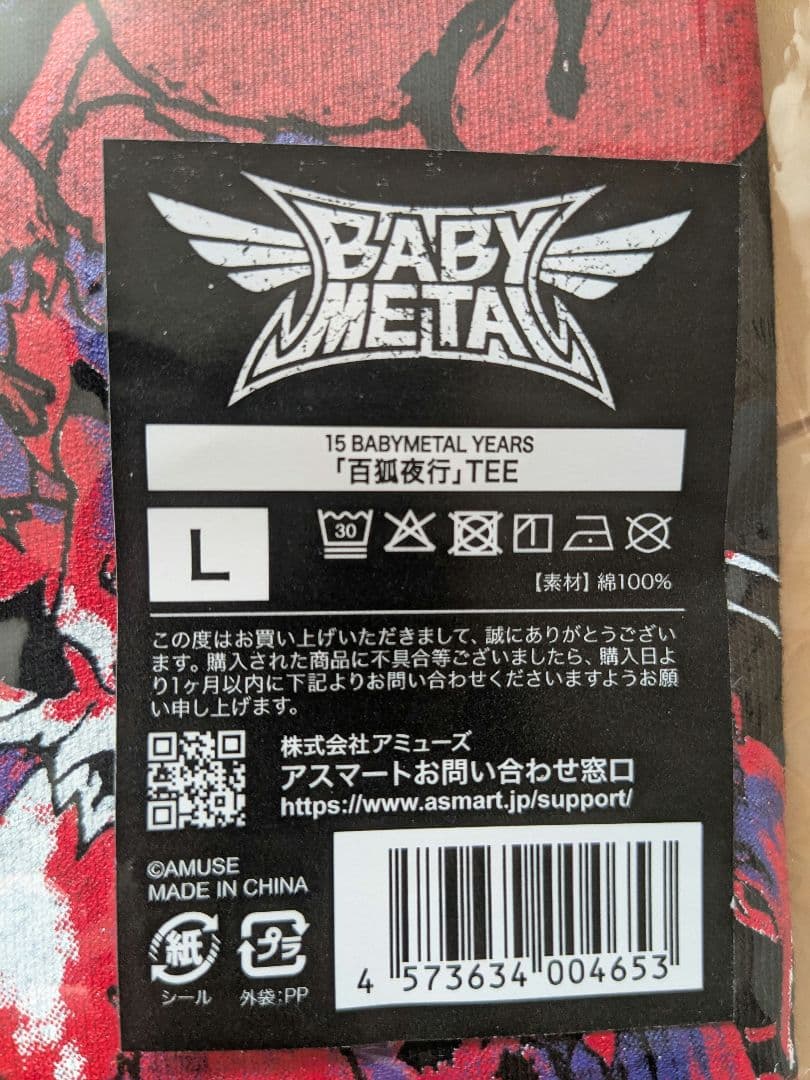 BABY
METAL
15 BABYMETAL YEARS
「百狐夜行」TEE
L
30
【素材】綿100%
この度はお買い上げいただきまして、誠にありがとうござい
ます。購入された商品に不具合等ございましたら、購入日よ
り1ヶ月以内に下記よりお問い合わせくださいますようお願
い申し上げます。
株式会社アミューズ
アスマートお問い合わせ窓口
https://www.asmart.jp/support/
©AMUSE
MADE IN CHINA
紙
シール
プラ
外袋:PP
4 573634 004653